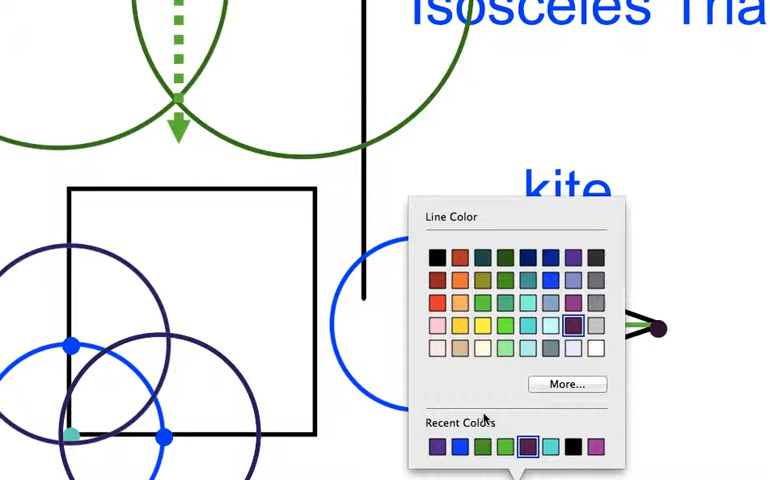 Isosceles Tria
kite
Line Color
More...
Recent Colors